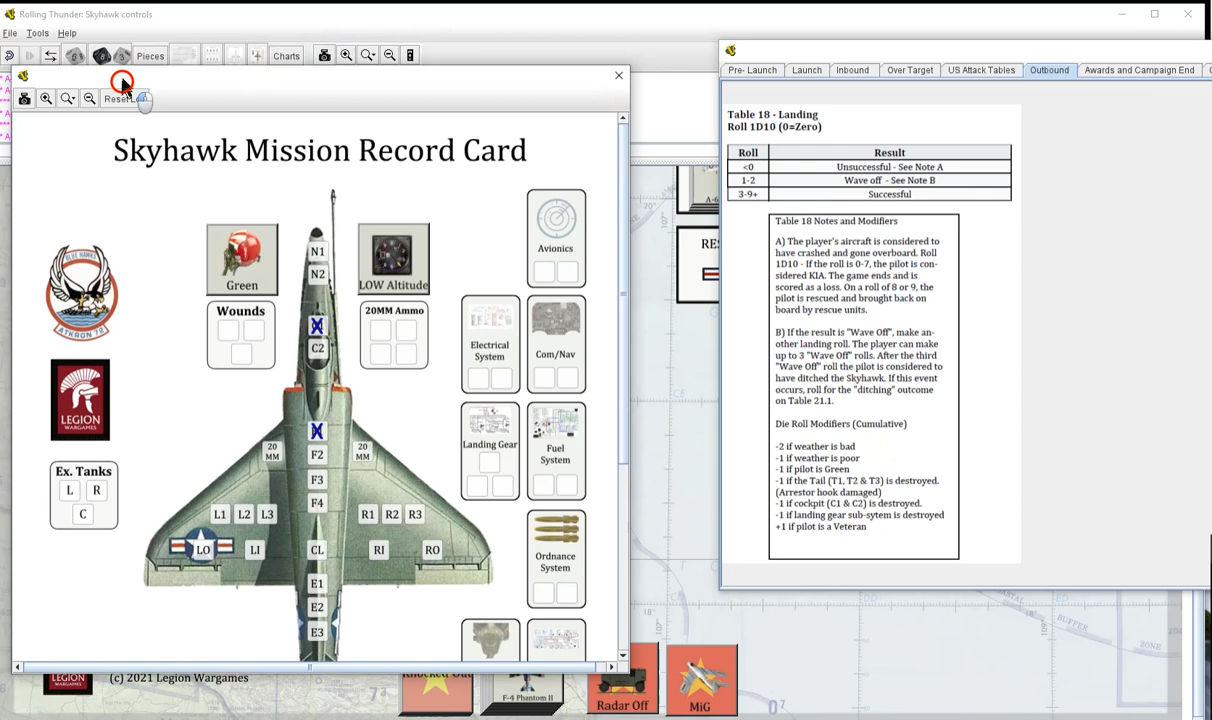 Rolling Thunder: Skyhawk controls
File Tools Help
Pieces
Charts
Skyhawk Mission Record Card
Green
LOW Altitude
Wounds
20MM Ammo
BLUE HAWKS
ATKRON 72
LEGION
WARGAMES
Ex. Tanks
L R
C
N1
N2
C2
F2
F3
F4
20
MM
20
MM
L1 L2 L3
R1 R2 R3
LO LI CL RI RO
E1
E2
E3
Avionics
Electrical
System
Com/Nav
Landing Gear
Fuel
System
Ordnance
System
Pre- Launch Launch Inbound Over Target US Attack Tables Outbound Awards and Campaign End
Table 18 - Landing
Roll 1D10 (0=Zero)
Roll Result
<0 Unsuccessful - See Note A
1-2 Wave off - See Note B
3-9+ Successful
Table 18 Notes and Modifiers
A) The player's aircraft is considered to
have crashed and gone overboard. Roll
1D10 - If the roll is 0-7, the pilot is con-
sidered KIA. The game ends and is
scored as a loss. On a roll of 8 or 9, the
pilot is rescued and brought back on
board by rescue units.
B) If the result is "Wave Off", make an-
other landing roll. The player can make
up to 3 "Wave Off" rolls. After the third
"Wave Off" roll the pilot is considered to
have ditched the Skyhawk. If this event
occurs, roll for the "ditching" outcome
on Table 21.1.
Die Roll Modifiers (Cumulative)
-2 if weather is bad
-1 if weather is poor
-1 if pilot is Green
-1 if the Tail (T1, T2 & T3) is destroyed.
(Arrestor hook damaged)
-1 if cockpit (C1 & C2) is destroyed.
-1 if landing gear sub-sytem is destroyed
+1 if pilot is a Veteran
(c) 2021 Legion Wargames
Knocked Out
F-4 Phantom II
Radar Off
MiG
BUFFER
ZONE